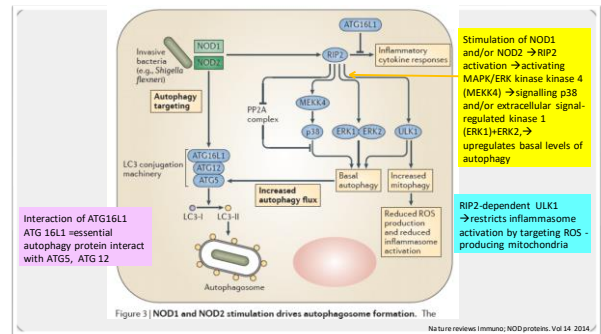 ATG16L1
NOD1
NOD2
RIP2
Invasive
bacteria
(e.g., Shigella
flexneri)
Inflammatory
cytokine responses
Autophagy
targeting
PP2A
complex
MEKK4
p38
ERK1
ERK2
ULK1
LC3 conjugation
machinery
ATG16L1
ATG12
ATG5
Increased
autophagy flux
Basal
autophagy
Increased
mitophagy
LC3-I
LC3-II
Reduced ROS
production
and reduced
inflammasome
activation
Autophagosome
Figure 3 | NOD1 and NOD2 stimulation drives autophagosome formation. The
Stimulation of NOD1
and/or NOD2 →RIP2
activation →activating
MAPK/ERK kinase kinase 4
(MEKK4) →signalling p38
and/or extracellular signal-
regulated kinase 1
(ERK1)+ERK2,→
upregulates basal levels of
autophagy
RIP2-dependent ULK1
→restricts inflammasome
activation by targeting ROS -
producing mitochondria
Interaction of ATG16L1
ATG 16L1 =essential
autophagy protein interact
with ATG5, ATG 12
Nature reviews Immuno; NOD proteins. Vol 14 2014